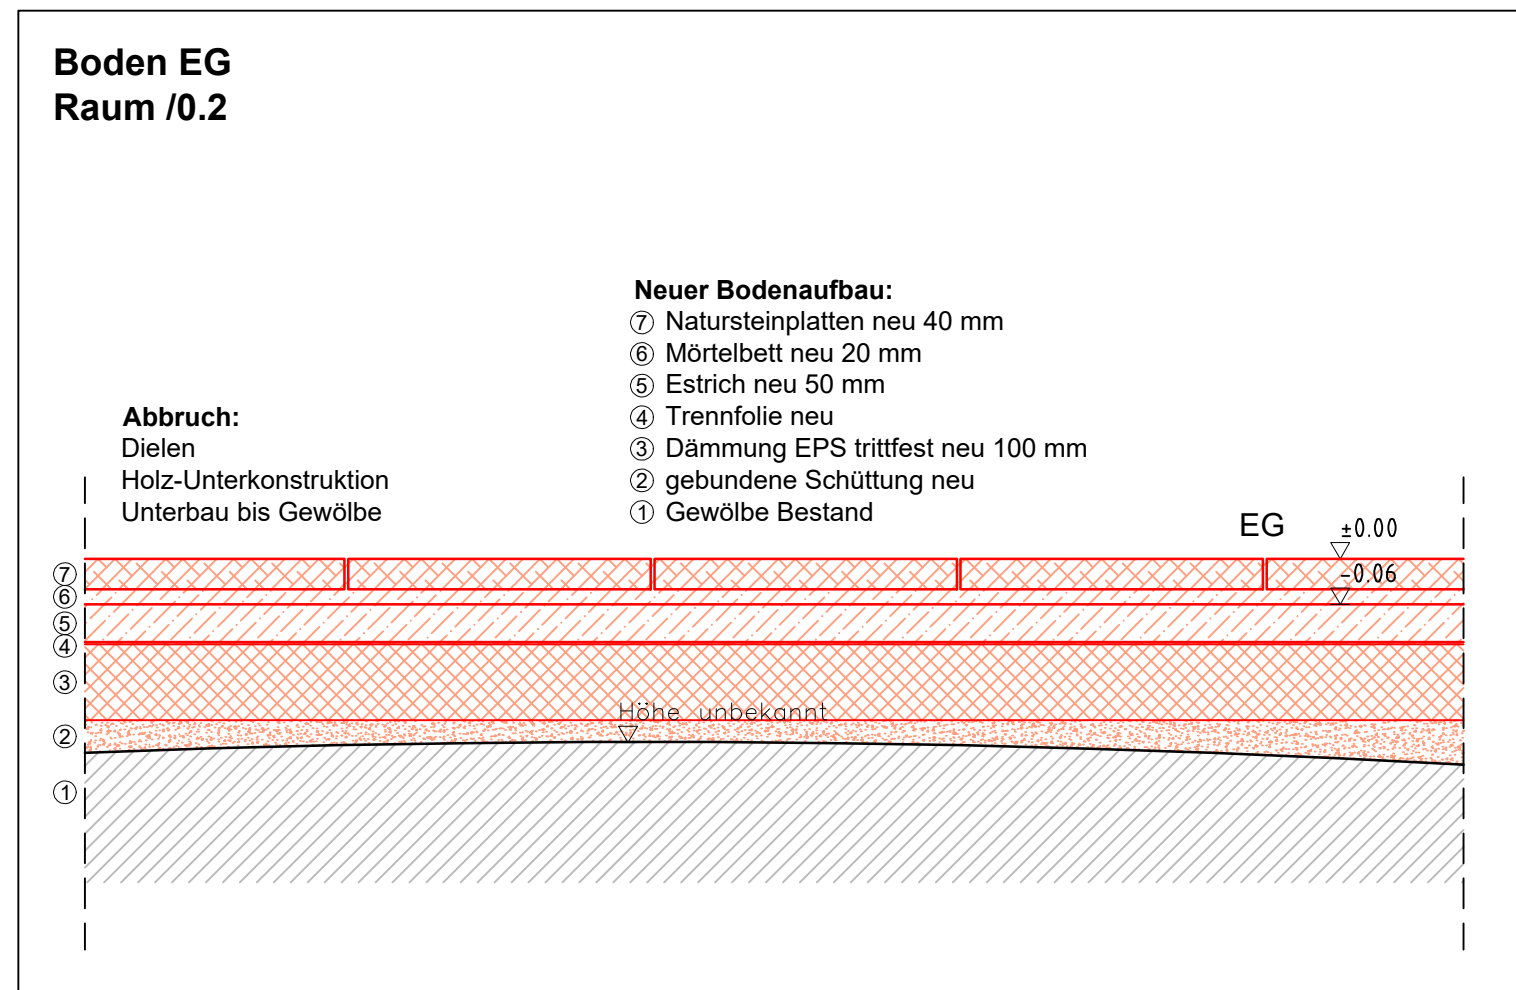 Boden EG
Raum /0.2
Neuer Bodenaufbau:
⑦ Natursteinplatten neu 40 mm
⑥ Mörtelbett neu 20 mm
⑤ Estrich neu 50 mm
④ Trennfolie neu
③ Dämmung EPS trittfest neu 100 mm
② gebundene Schüttung neu
① Gewölbe Bestand
Abbruch:
Dielen
Holz-Unterkonstruktion
Unterbau bis Gewölbe
EG
±0.00
-0.06
⑦
⑥
⑤
④
③
Höhe unbekannt
②
①